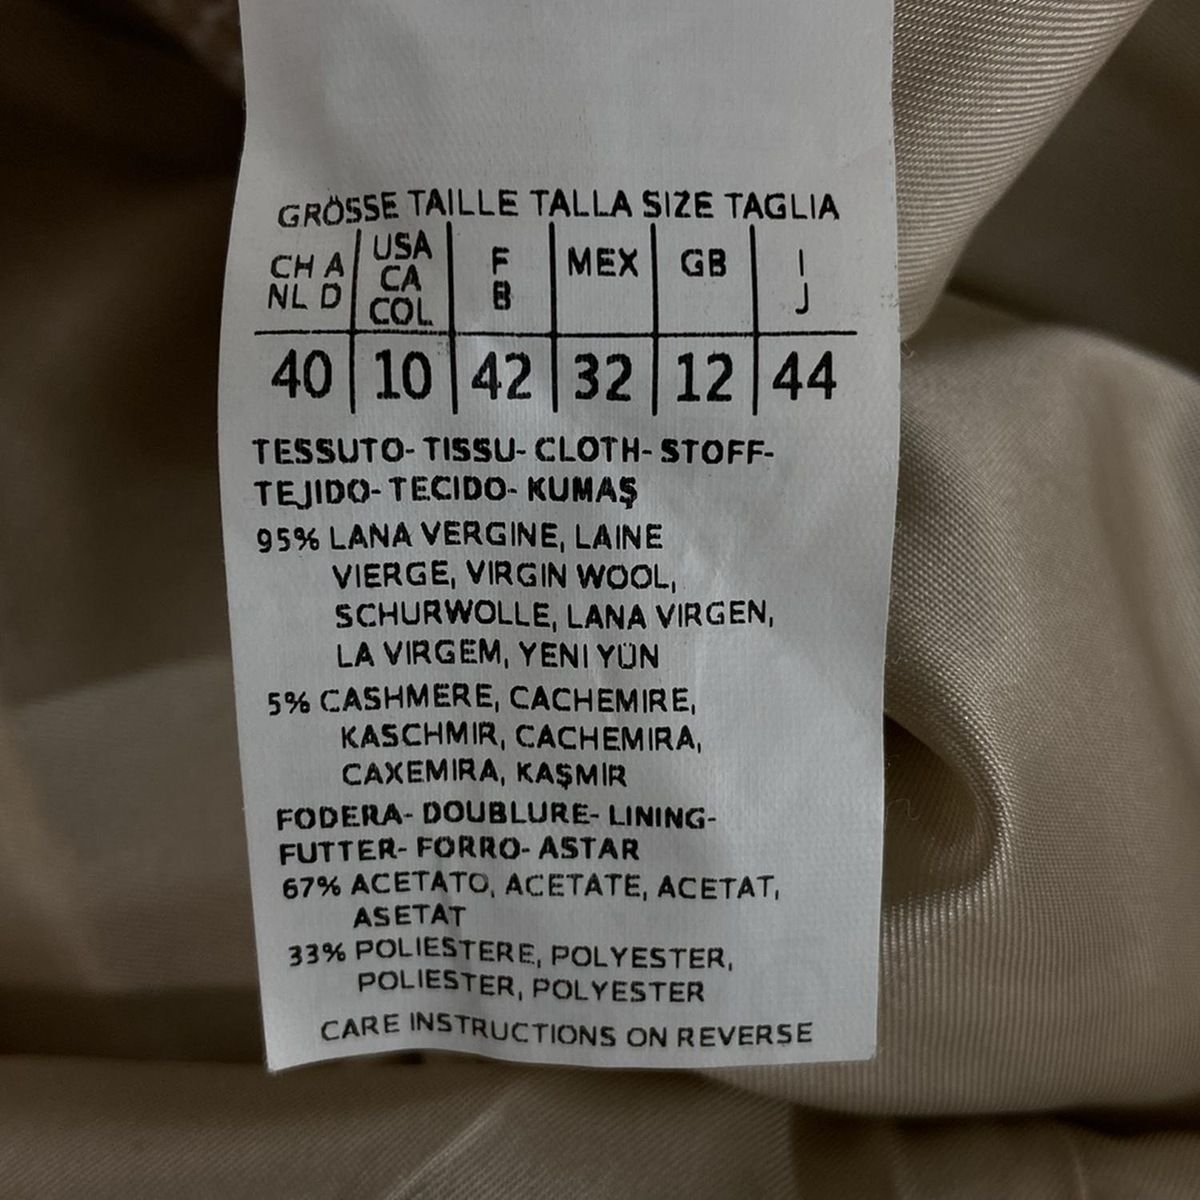 GRÖSSE TAILLE TALLA SIZE TAGLIA
CH A USA F MEX GB I
NL D CA B J
COL
40 10 42 32 12 44
TESSUTO- TISSU- CLOTH- STOFF-
TEJIDO- TECIDO- KUMAŞ
95% LANA VERGINE, LAINE
VIERGE, VIRGIN WOOL,
SCHURWOLLE, LANA VIRGEN,
LA VIRGEM, YENI YÜN
5% CASHMERE, CACHEMIRE,
KASCHMIR, CACHEMIRA,
CAXEMIRA, KAŞMIR
FODERA- DOUBLURE- LINING-
FUTTER- FORRO- ASTAR
67% ACETATO, ACETATE, ACETAT,
ASETAT
33% POLIESTERE, POLYESTER,
POLIESTER, POLYESTER
CARE INSTRUCTIONS ON REVERSE